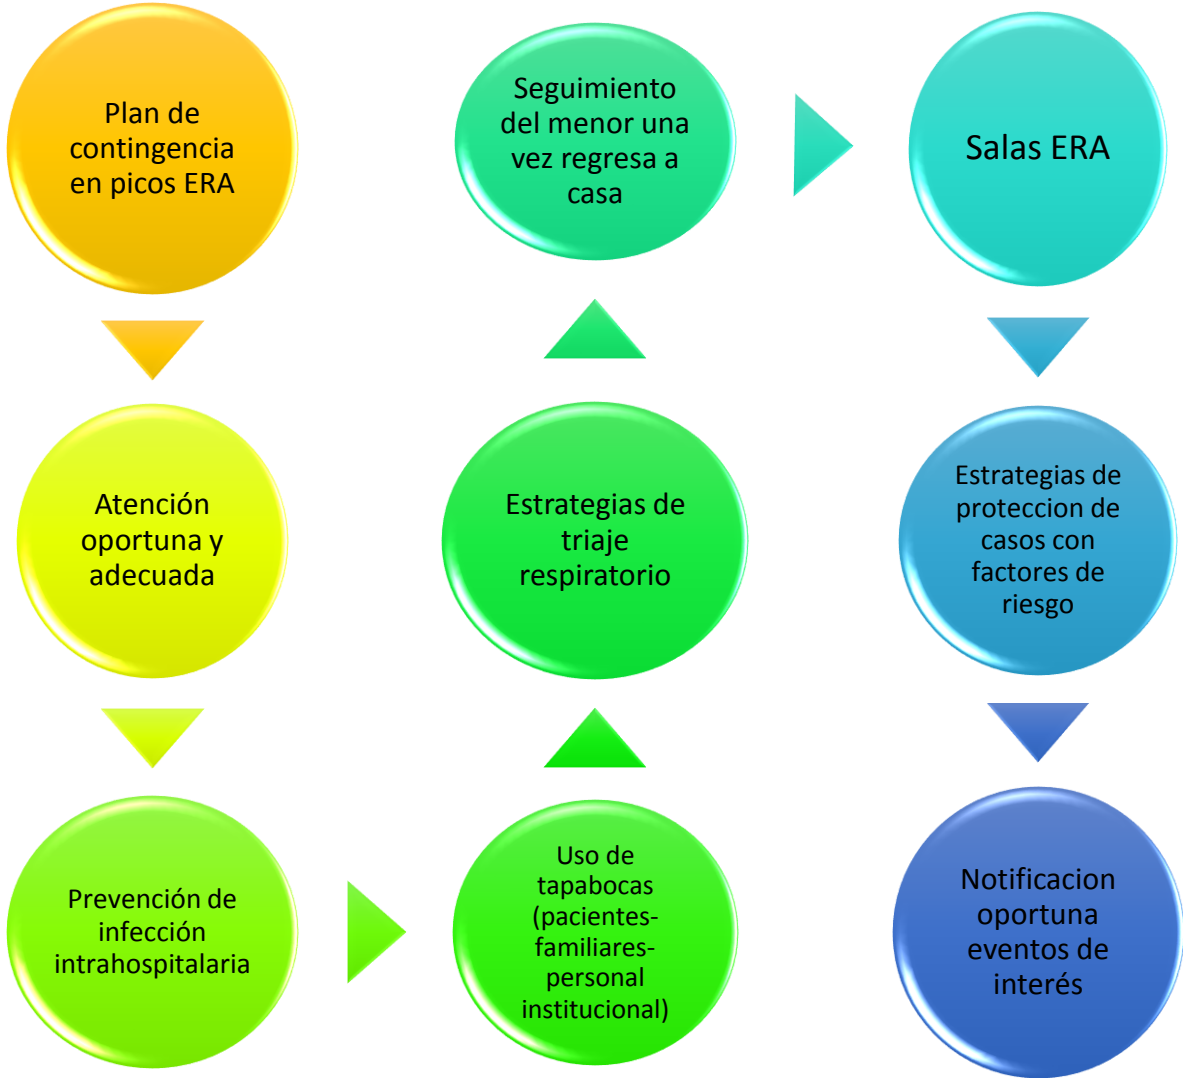 Plan de
contingencia
en picos ERA
Atención
oportuna y
adecuada
Prevención de
infección
intrahospitalaria
Uso de
tapabocas
(pacientes-
familiares-
personal
institucional)
Estrategias de
triaje
respiratorio
Seguimiento
del menor una
vez regresa a
casa
Salas ERA
Estrategias de
proteccion de
casos con
factores de
riesgo
Notificacion
oportuna
eventos de
interés